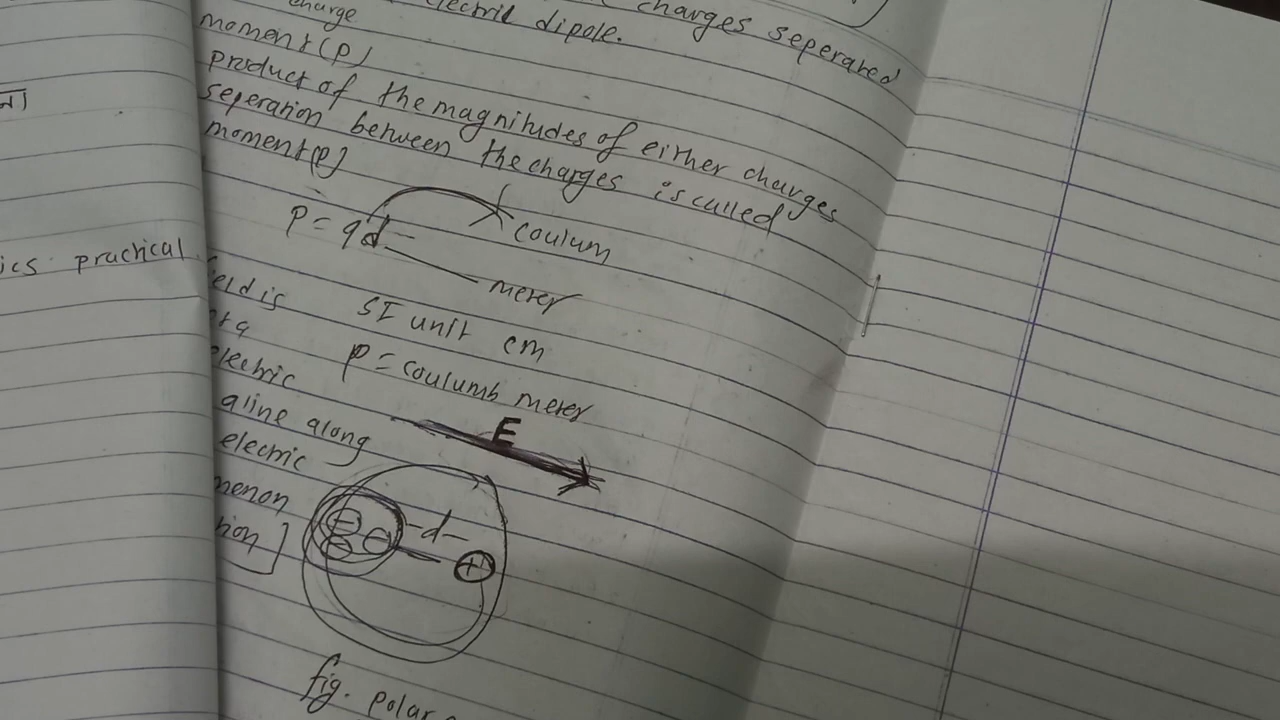 charges seperated
charge
electric dipole.
moment(p)
product of the magnitudes of either charges
seperation between the charges is called
moment(p)
p = qd
coulum
meter
ics practical
field is
SI unit cm
p = coulumb meter
electric
aline along
electric
E
menon
tion]
-d-
+
fig. polar